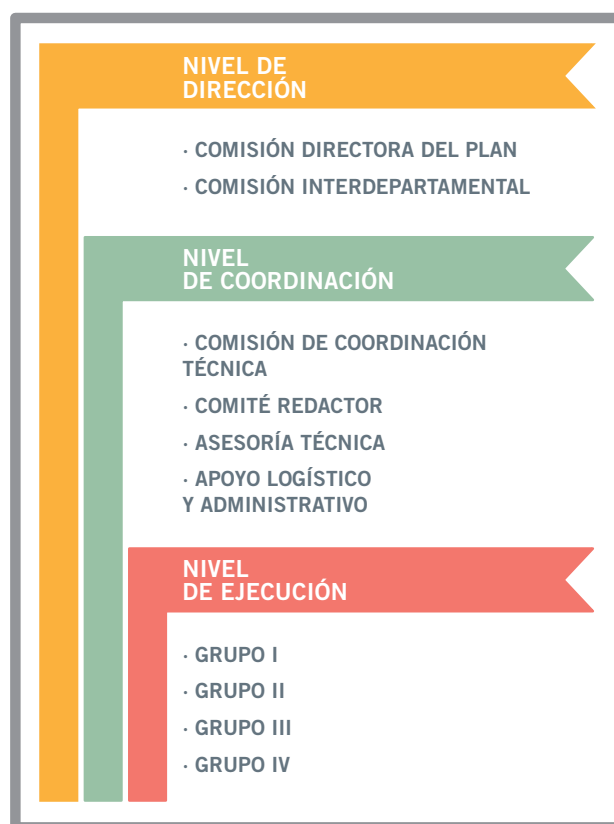 NIVEL DE
DIRECCIÓN
· COMISIÓN DIRECTORA DEL PLAN
· COMISIÓN INTERDEPARTAMENTAL
NIVEL
DE COORDINACIÓN
· COMISIÓN DE COORDINACIÓN
TÉCNICA
· COMITÉ REDACTOR
· ASESORÍA TÉCNICA
· APOYO LOGÍSTICO
Y ADMINISTRATIVO
NIVEL
DE EJECUCIÓN
· GRUPO I
· GRUPO II
· GRUPO III
· GRUPO IV